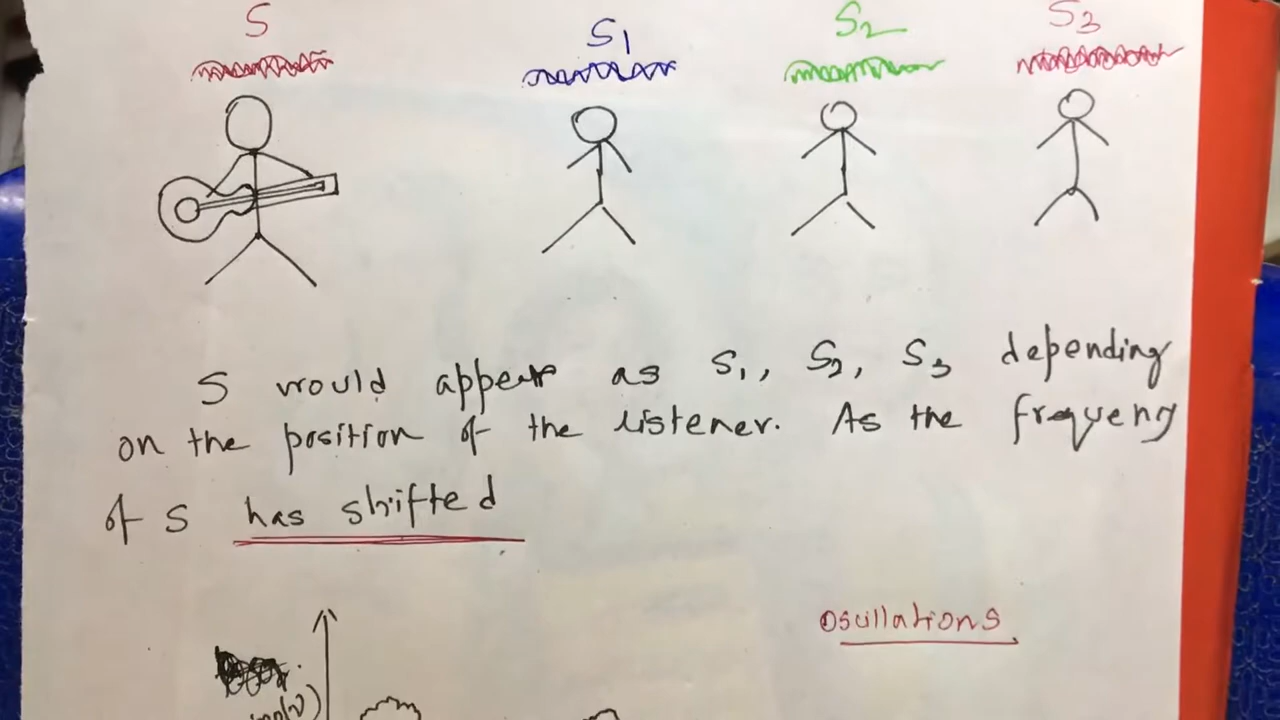 S
S1
S2
S3
S would appear as S1, S2, S3 depending
on the position of the listener. As the frequency
of S has shifted
Oscillations